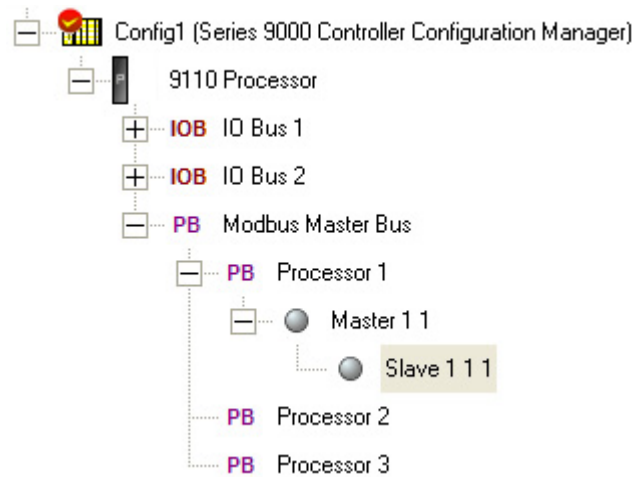 Config1 (Series 9000 Controller Configuration Manager)
P 9110 Processor
IOB IO Bus 1
IOB IO Bus 2
PB Modbus Master Bus
PB Processor 1
Master 1 1
Slave 1 1 1
PB Processor 2
PB Processor 3